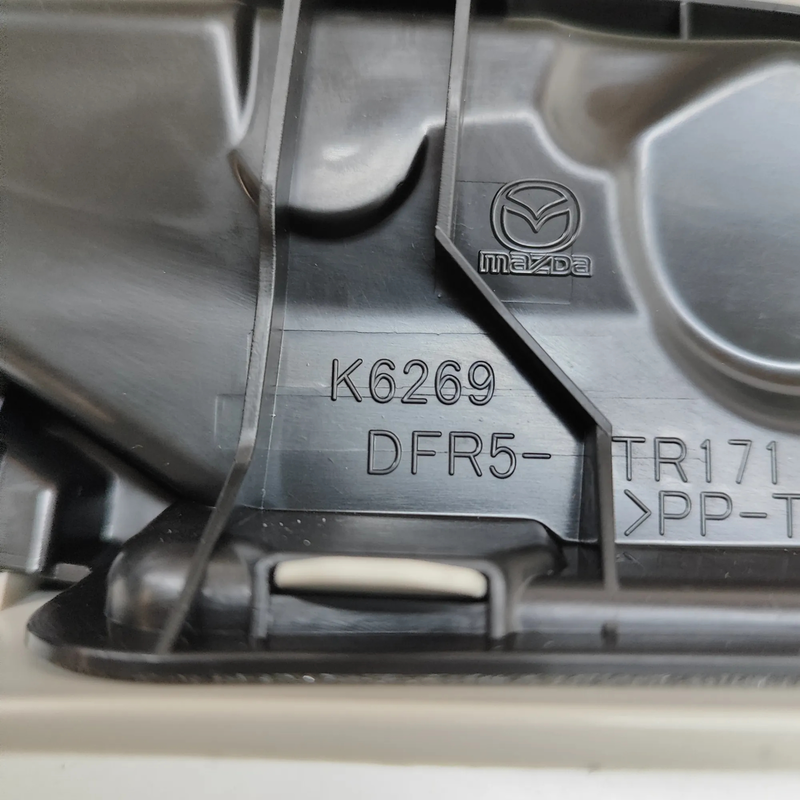 mazda
K6269
DFR5- TR171
>PP-T